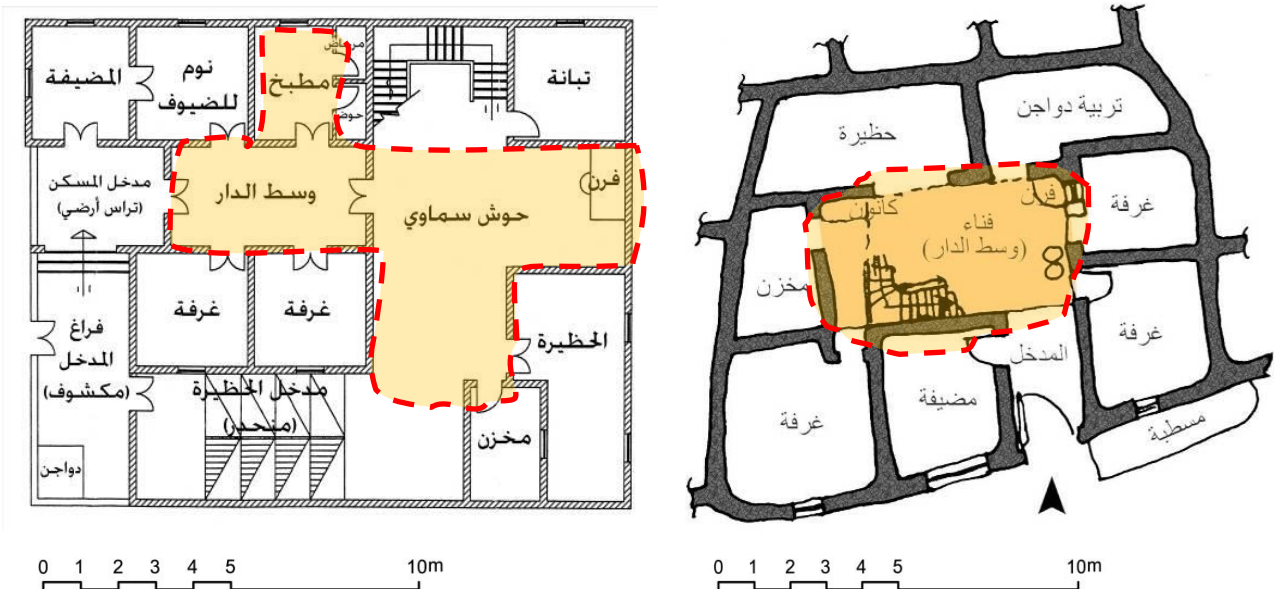 المضيفة
نوم
للضيوف
مطبخ
مرحاض
حوض
تبانة
مدخل المسكن
(تراس أرضي)
وسط الدار
حوش سماوي
فرن
غرفة
غرفة
فراغ
المدخل
(مكشوف)
دواجن
مدخل الحظيرة
(منحدر)
مخزن
الحظيرة
0 1 2 3 4 5 10m
حظيرة
تربية دواجن
كانون
فرن
غرفة
فناء
(وسط الدار)
مخزن
غرفة
المدخل
مضيفة
غرفة
مسطبة
0 1 2 3 4 5 10m